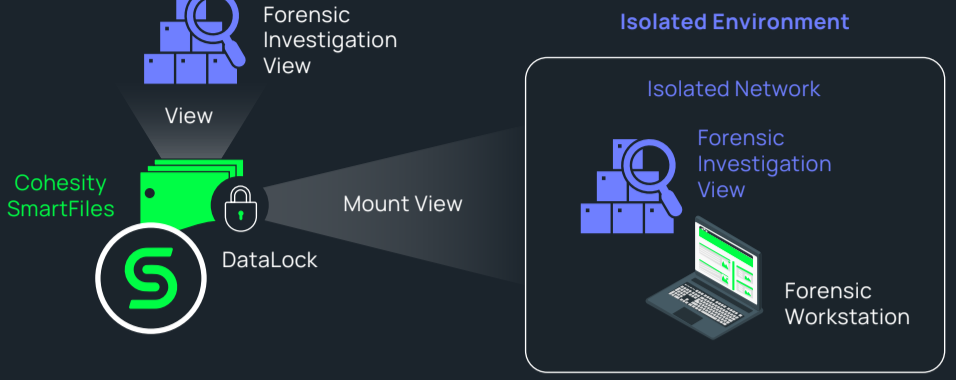 Forensic
Investigation
View
Isolated Environment
View
Isolated Network
Cohesity
SmartFiles
DataLock
Mount View
Forensic
Investigation
View
Forensic
Workstation